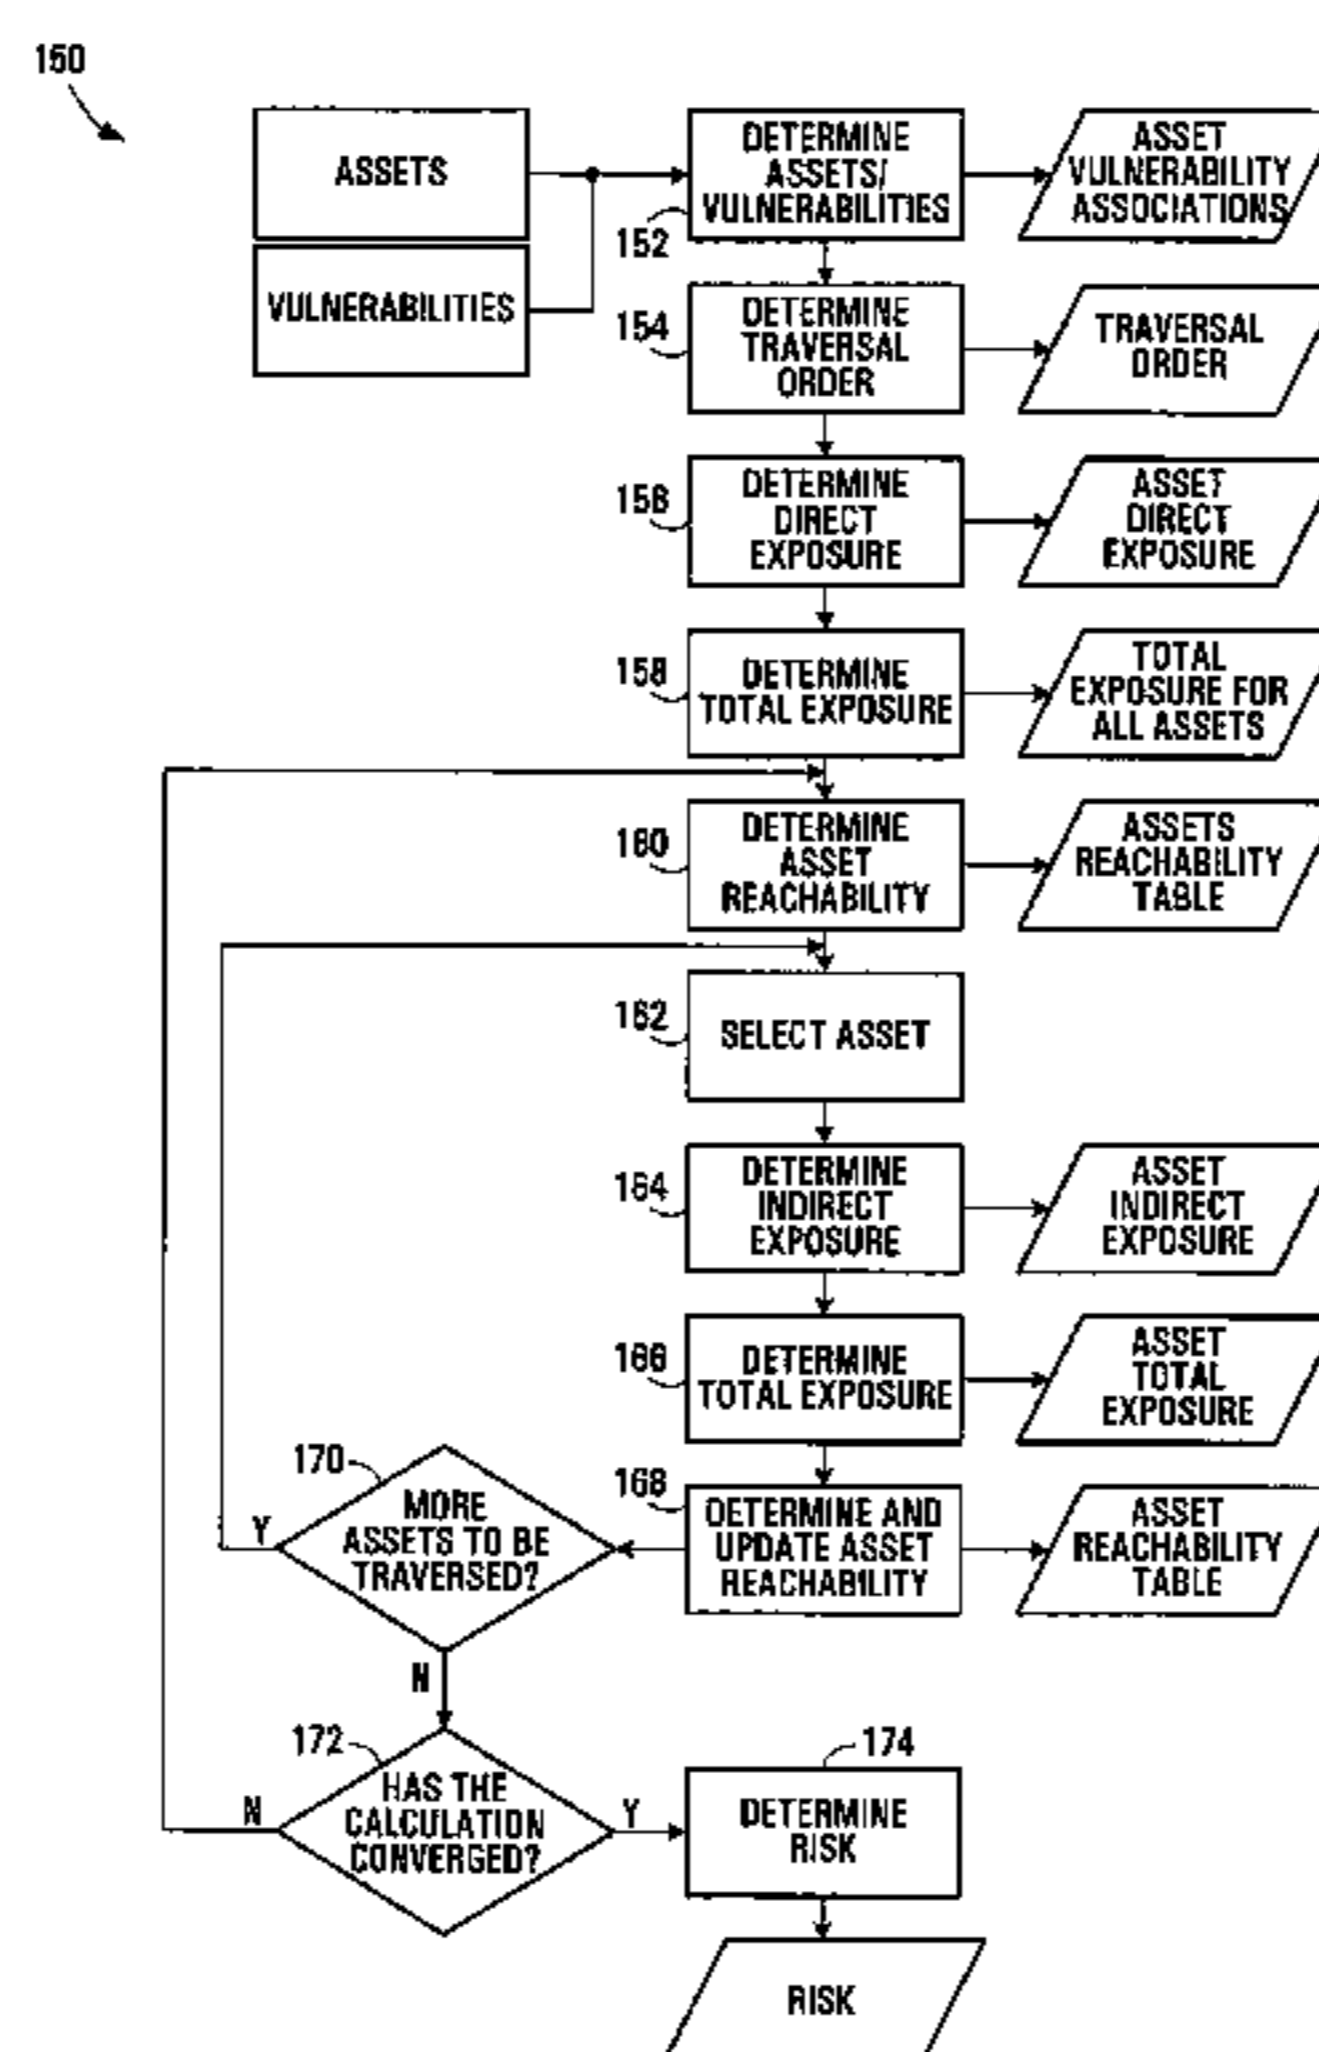 150
ASSETS
DETERMINE
ASSETS/
VULNERABILITIES
152
ASSET
VULNERABILITY
ASSOCIATIONS
VULNERABILITIES
154
DETERMINE
TRAVERSAL
ORDER
TRAVERSAL
ORDER
156
DETERMINE
DIRECT
EXPOSURE
ASSET
DIRECT
EXPOSURE
158
DETERMINE
TOTAL EXPOSURE
TOTAL
EXPOSURE FOR
ALL ASSETS
160
DETERMINE
ASSET
REACHABILITY
ASSETS
REACHABILITY
TABLE
162
SELECT ASSET
164
DETERMINE
INDIRECT
EXPOSURE
ASSET
INDIRECT
EXPOSURE
166
DETERMINE
TOTAL EXPOSURE
ASSET
TOTAL
EXPOSURE
170
MORE
ASSETS TO BE
TRAVERSED?
Y
N
168
DETERMINE AND
UPDATE ASSET
REACHABILITY
ASSET
REACHABILITY
TABLE
172
HAS THE
CALCULATION
CONVERGED?
N
Y
174
DETERMINE
RISK
RISK